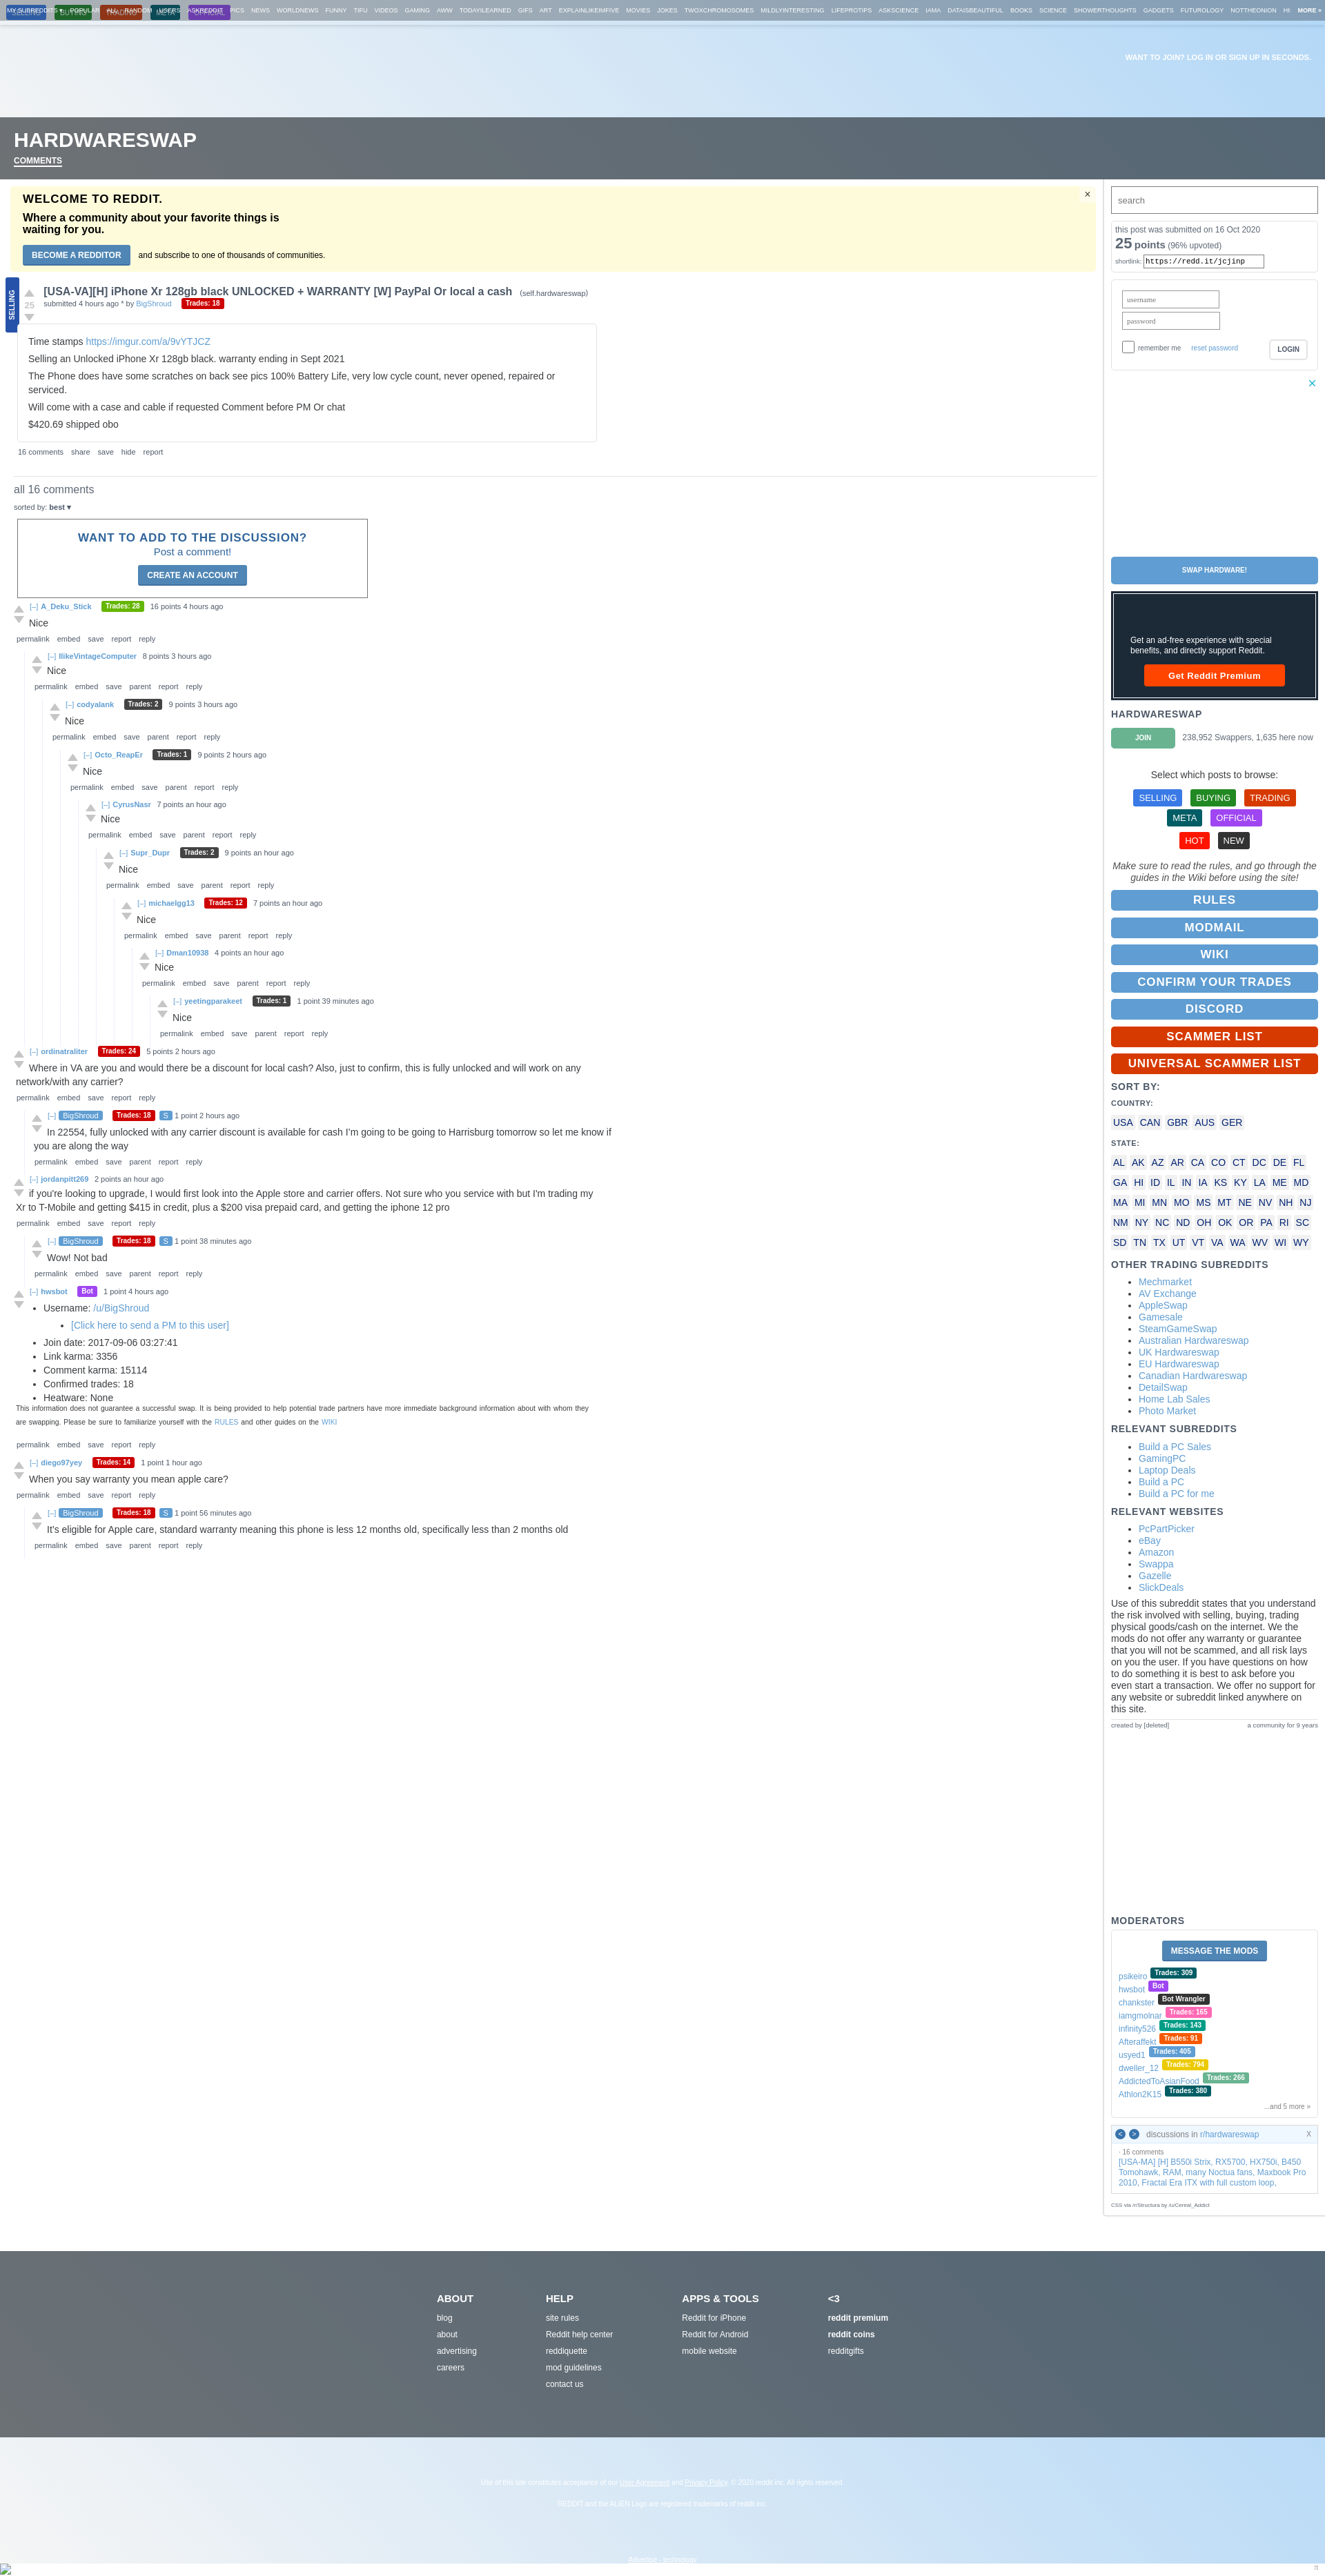 MY SUBREDDITS ▾ POPULAR ALL RANDOM USERS ASKREDDIT PICS NEWS WORLDNEWS FUNNY TIFU VIDEOS GAMING AWW TODAYILEARNED GIFS ART EXPLAINLIKEIMFIVE MOVIES JOKES TWOXCHROMOSOMES MILDLYINTERESTING LIFEPROTIPS ASKSCIENCE IAMA DATAISBEAUTIFUL BOOKS SCIENCE SHOWERTHOUGHTS GADGETS FUTUROLOGY NOTTHEONION HI MORE »
SELLING BUYING TRADING META OFFICIAL
WANT TO JOIN? LOG IN OR SIGN UP IN SECONDS.
HARDWARESWAP
COMMENTS
WELCOME TO REDDIT.
Where a community about your favorite things is
waiting for you.
BECOME A REDDITOR and subscribe to one of thousands of communities.
×
SELLING
25
[USA-VA][H] iPhone Xr 128gb black UNLOCKED + WARRANTY [W] PayPal Or local a cash (self.hardwareswap)
submitted 4 hours ago * by BigShroud Trades: 18
Time stamps https://imgur.com/a/9vYTJCZ
Selling an Unlocked iPhone Xr 128gb black. warranty ending in Sept 2021
The Phone does have some scratches on back see pics 100% Battery Life, very low cycle count, never opened, repaired or
serviced.
Will come with a case and cable if requested Comment before PM Or chat
$420.69 shipped obo
16 comments share save hide report
all 16 comments
sorted by: best ▾
WANT TO ADD TO THE DISCUSSION?
Post a comment!
CREATE AN ACCOUNT
[–] A_Deku_Stick Trades: 28 16 points 4 hours ago
Nice
permalink embed save report reply
[–] IlikeVintageComputer 8 points 3 hours ago
Nice
permalink embed save parent report reply
[–] codyalank Trades: 2 9 points 3 hours ago
Nice
permalink embed save parent report reply
[–] Octo_ReapEr Trades: 1 9 points 2 hours ago
Nice
permalink embed save parent report reply
[–] CyrusNasr 7 points an hour ago
Nice
permalink embed save parent report reply
[–] Supr_Dupr Trades: 2 9 points an hour ago
Nice
permalink embed save parent report reply
[–] michaelgg13 Trades: 12 7 points an hour ago
Nice
permalink embed save parent report reply
[–] Dman10938 4 points an hour ago
Nice
permalink embed save parent report reply
[–] yeetingparakeet Trades: 1 1 point 39 minutes ago
Nice
permalink embed save parent report reply
[–] ordinatraliter Trades: 24 5 points 2 hours ago
Where in VA are you and would there be a discount for local cash? Also, just to confirm, this is fully unlocked and will work on any
network/with any carrier?
permalink embed save report reply
[–] BigShroud Trades: 18 S 1 point 2 hours ago
In 22554, fully unlocked with any carrier discount is available for cash I'm going to be going to Harrisburg tomorrow so let me know if
you are along the way
permalink embed save parent report reply
[–] jordanpitt269 2 points an hour ago
if you're looking to upgrade, I would first look into the Apple store and carrier offers. Not sure who you service with but I'm trading my
Xr to T-Mobile and getting $415 in credit, plus a $200 visa prepaid card, and getting the iphone 12 pro
permalink embed save report reply
[–] BigShroud Trades: 18 S 1 point 38 minutes ago
Wow! Not bad
permalink embed save parent report reply
[–] hwsbot Bot 1 point 4 hours ago
• Username: /u/BigShroud
• [Click here to send a PM to this user]
• Join date: 2017-09-06 03:27:41
• Link karma: 3356
• Comment karma: 15114
• Confirmed trades: 18
• Heatware: None
This information does not guarantee a successful swap. It is being provided to help potential trade partners have more immediate background information about with whom they
are swapping. Please be sure to familiarize yourself with the RULES and other guides on the WIKI
permalink embed save report reply
[–] diego97yey Trades: 14 1 point 1 hour ago
When you say warranty you mean apple care?
permalink embed save report reply
[–] BigShroud Trades: 18 S 1 point 56 minutes ago
It's eligible for Apple care, standard warranty meaning this phone is less 12 months old, specifically less than 2 months old
permalink embed save parent report reply
search
this post was submitted on 16 Oct 2020
25 points (96% upvoted)
shortlink: https://redd.it/jcjinp
username
password
remember me reset password LOGIN
SWAP HARDWARE!
Get an ad-free experience with special
benefits, and directly support Reddit.
Get Reddit Premium
HARDWARESWAP
JOIN 238,952 Swappers, 1,635 here now
Select which posts to browse:
SELLING BUYING TRADING
META OFFICIAL
HOT NEW
Make sure to read the rules, and go through the
guides in the Wiki before using the site!
RULES
MODMAIL
WIKI
CONFIRM YOUR TRADES
DISCORD
SCAMMER LIST
UNIVERSAL SCAMMER LIST
SORT BY:
COUNTRY:
USA CAN GBR AUS GER
STATE:
AL AK AZ AR CA CO CT DC DE FL
GA HI ID IL IN IA KS KY LA ME MD
MA MI MN MO MS MT NE NV NH NJ
NM NY NC ND OH OK OR PA RI SC
SD TN TX UT VT VA WA WV WI WY
OTHER TRADING SUBREDDITS
• Mechmarket
• AV Exchange
• AppleSwap
• Gamesale
• SteamGameSwap
• Australian Hardwareswap
• UK Hardwareswap
• EU Hardwareswap
• Canadian Hardwareswap
• DetailSwap
• Home Lab Sales
• Photo Market
RELEVANT SUBREDDITS
• Build a PC Sales
• GamingPC
• Laptop Deals
• Build a PC
• Build a PC for me
RELEVANT WEBSITES
• PcPartPicker
• eBay
• Amazon
• Swappa
• Gazelle
• SlickDeals
Use of this subreddit states that you understand
the risk involved with selling, buying, trading
physical goods/cash on the internet. We the
mods do not offer any warranty or guarantee
that you will not be scammed, and all risk lays
on you the user. If you have questions on how
to do something it is best to ask before you
even start a transaction. We offer no support for
any website or subreddit linked anywhere on
this site.
created by [deleted] a community for 9 years
MODERATORS
MESSAGE THE MODS
psikeiro Trades: 309
hwsbot Bot
chankster Bot Wrangler
iamgmolnar Trades: 165
infinity526 Trades: 143
Afteraffekt Trades: 91
usyed1 Trades: 405
dweller_12 Trades: 794
AddictedToAsianFood Trades: 266
Athlon2K15 Trades: 380
...and 5 more »
< > discussions in r/hardwareswap X
· 16 comments
[USA-MA] [H] B550i Strix, RX5700, HX750i, B450
Tomohawk, RAM, many Noctua fans, Maxbook Pro
2010, Fractal Era ITX with full custom loop,
CSS via /r/Structura by /u/Cereal_Addict
ABOUT
blog
about
advertising
careers
HELP
site rules
Reddit help center
reddiquette
mod guidelines
contact us
APPS & TOOLS
Reddit for iPhone
Reddit for Android
mobile website
<3
reddit premium
reddit coins
redditgifts
Use of this site constitutes acceptance of our User Agreement and Privacy Policy. © 2020 reddit inc. All rights reserved.
REDDIT and the ALIEN Logo are registered trademarks of reddit inc.
Advertise - technology
π